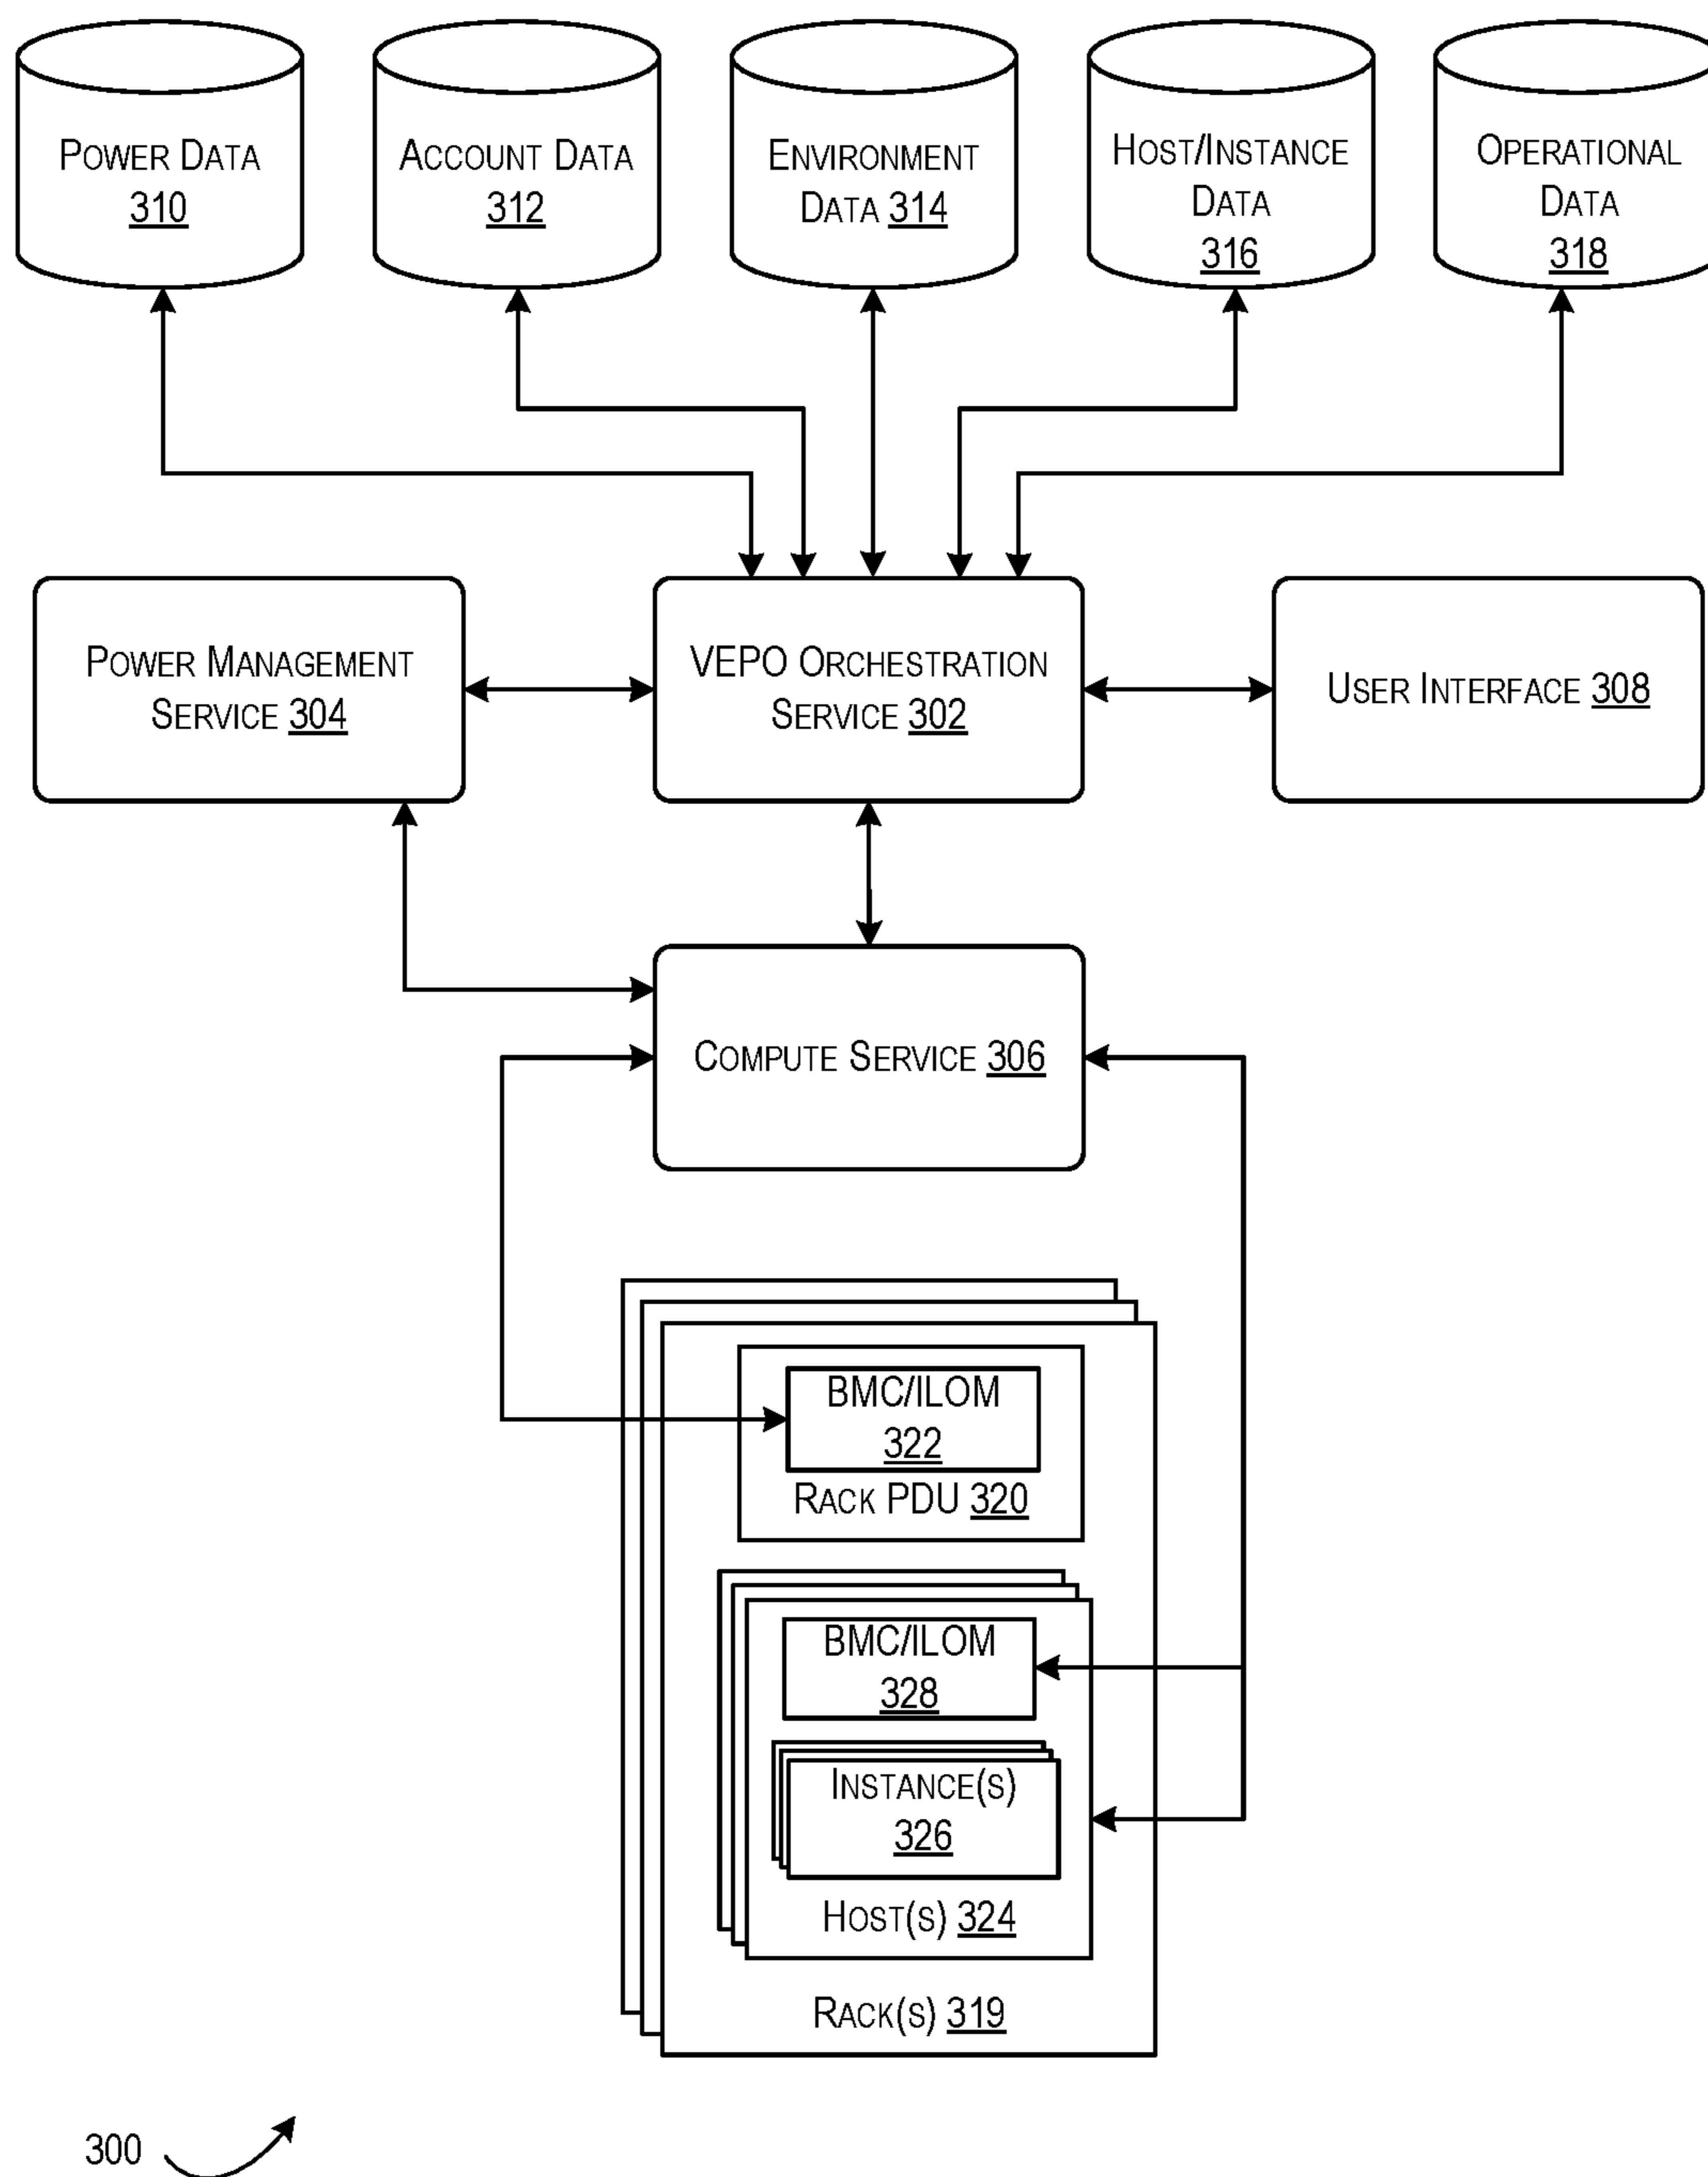 POWER DATA
310
ACCOUNT DATA
312
ENVIRONMENT
DATA 314
HOST/INSTANCE
DATA
316
OPERATIONAL
DATA
318
POWER MANAGEMENT
SERVICE 304
VEPO ORCHESTRATION
SERVICE 302
USER INTERFACE 308
COMPUTE SERVICE 306
BMC/ILOM
322
RACK PDU 320
BMC/ILOM
328
INSTANCE(S)
326
HOST(S) 324
RACK(S) 319
300